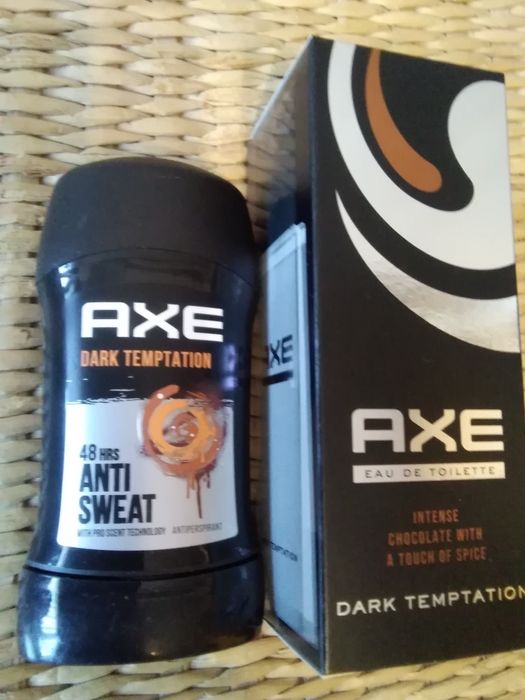 AXE
DARK TEMPTATION
48 HRS
ANTI
SWEAT
WITH PRO SCENT TECHNOLOGY ANTIPERSPIRANT
AXE
EAU DE TOILETTE
INTENSE
CHOCOLATE WITH
A TOUCH OF SPICE
DARK TEMPTATION